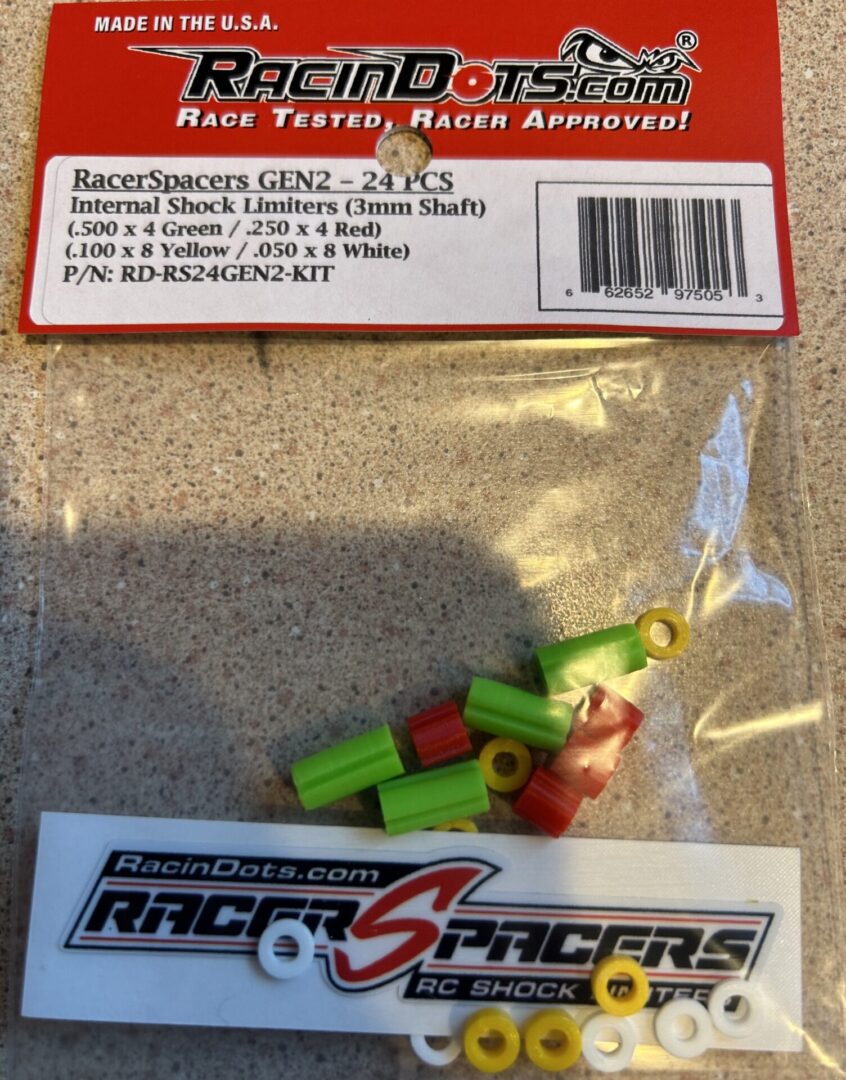 MADE IN THE U.S.A.
RACINDOTS.COM®
RACE TESTED, RACER APPROVED!
RacerSpacers GEN2 – 24 PCS
Internal Shock Limiters (3mm Shaft)
(.500 x 4 Green / .250 x 4 Red)
(.100 x 8 Yellow / .050 x 8 White)
P/N: RD-RS24GEN2-KIT
6 62652 97505 3
RacinDots.com
RACERSPACERS
RC SHOCK